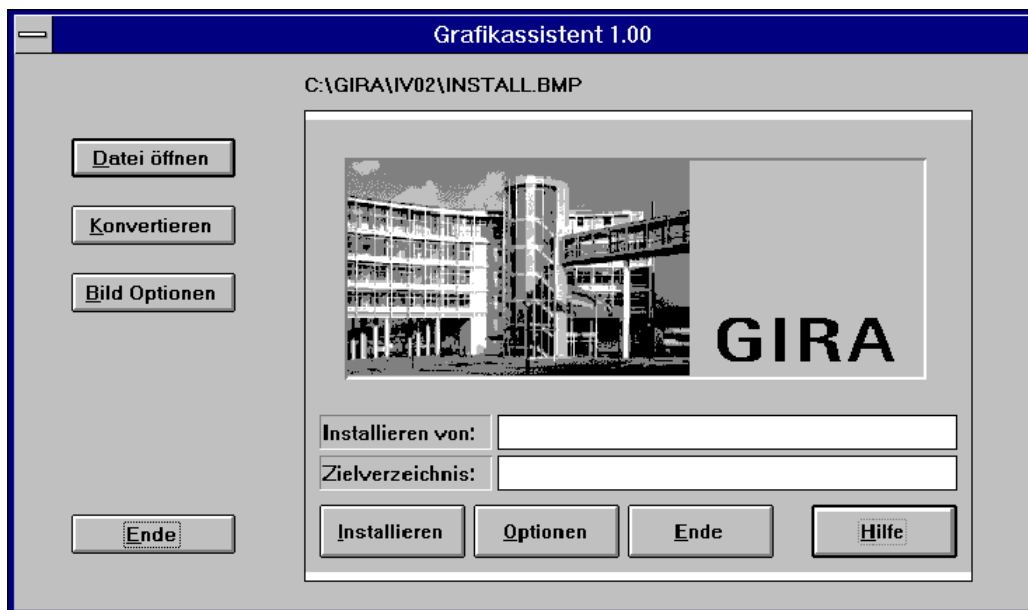 Grafikassistent 1.00
C:\GIRA\IV02\INSTALL.BMP
Datei öffnen
Konvertieren
Bild Optionen
GIRA
Installieren von:
Zielverzeichnis:
Ende
Installieren Optionen Ende Hilfe